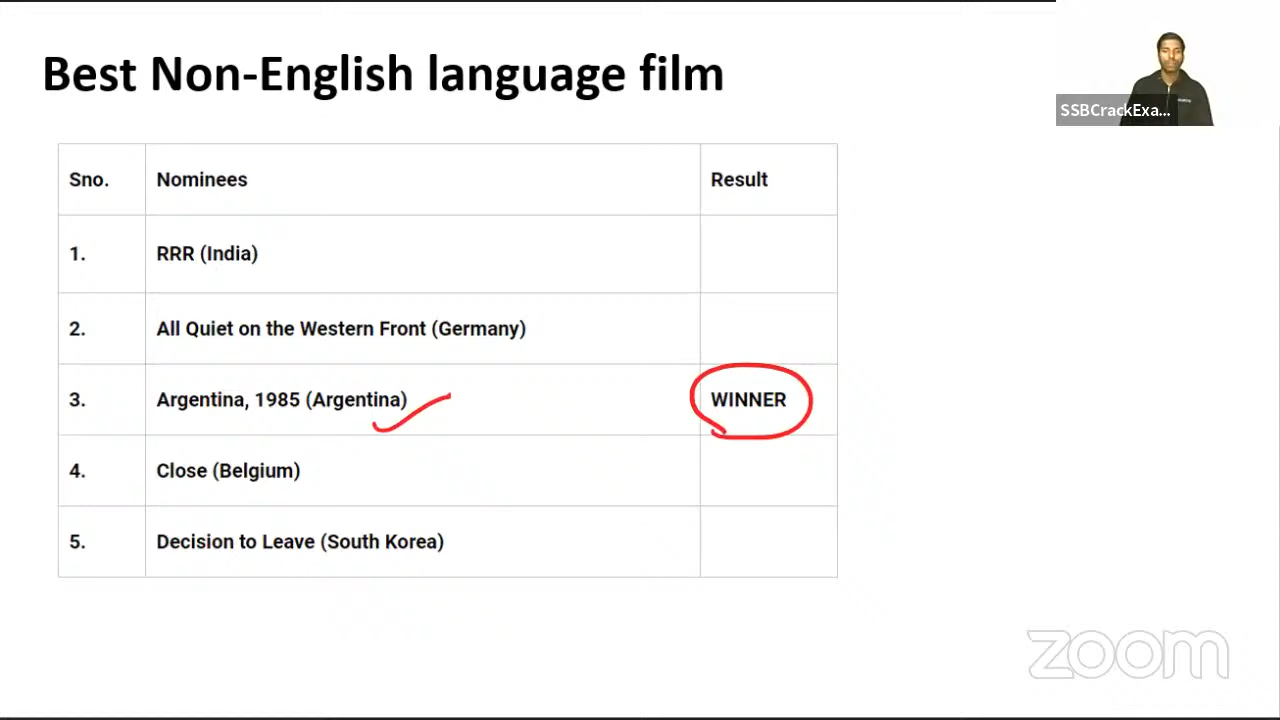 Best Non-English language film
SSBCrackExa...
Sno. Nominees Result
1. RRR (India)
2. All Quiet on the Western Front (Germany)
3. Argentina, 1985 (Argentina) WINNER
4. Close (Belgium)
5. Decision to Leave (South Korea)
zoom